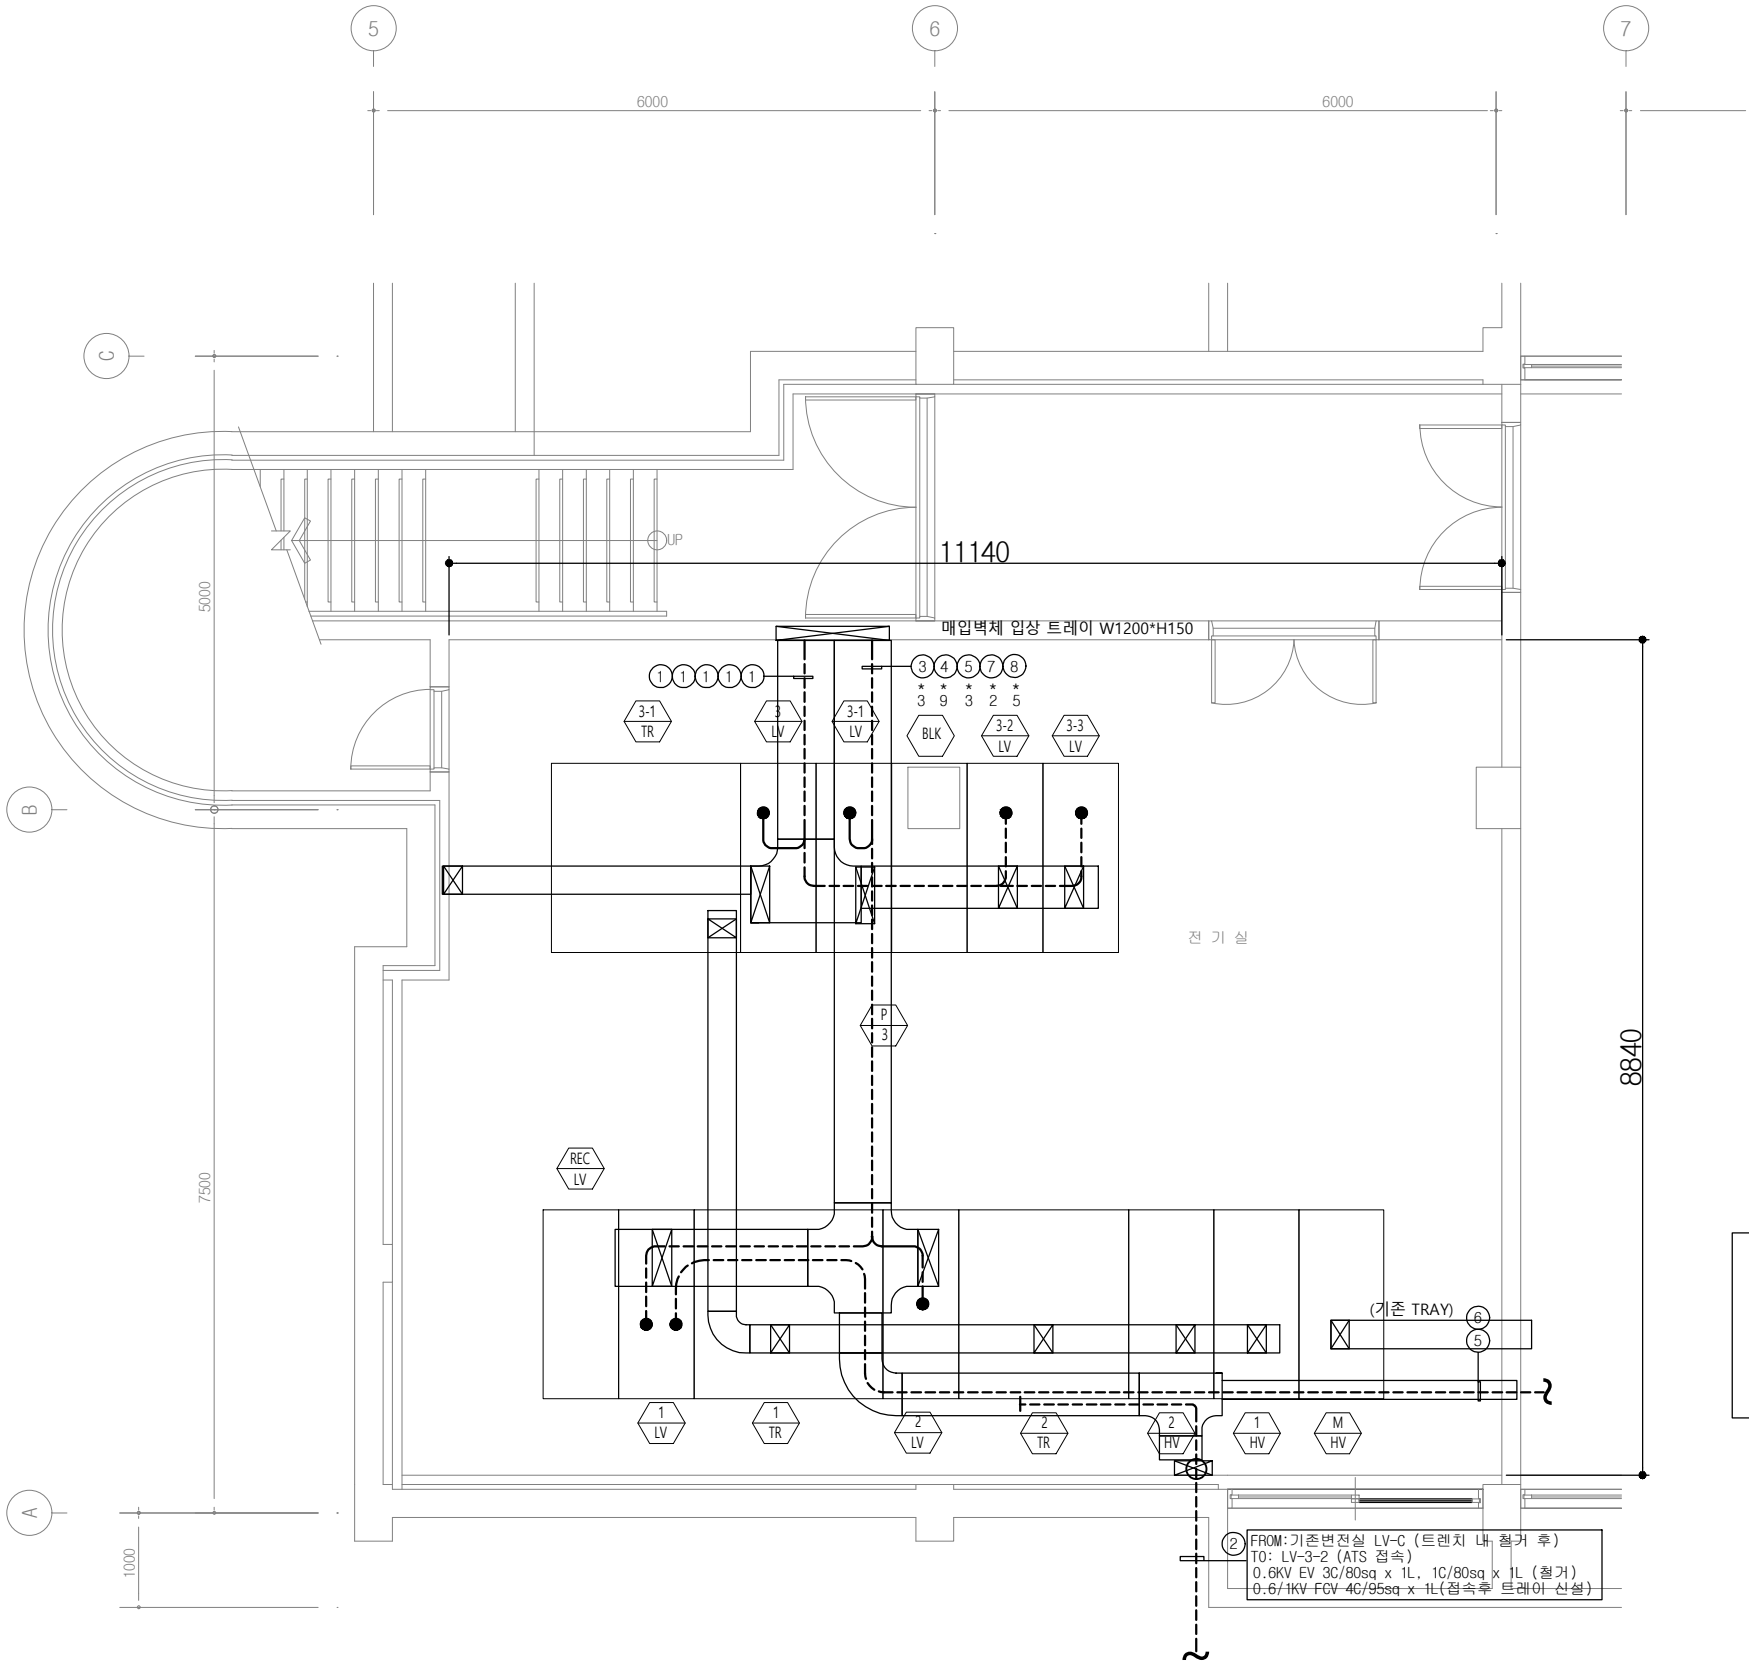 5
6
7
6000
6000
C
UP
11140
5000
매입벽체 입상 트레이 W1200*H150
1 1 1 1 1
3 4 5 7 8
* * * * *
3 9 3 2 5
3-1
TR
3
LV
3-1
LV
BLK
3-2
LV
3-3
LV
B
전 기 실
P
3
8840
REC
LV
7500
(기존 TRAY)
6
5
1
LV
1
TR
2
LV
2
TR
2
HV
1
HV
M
HV
A
1000
2
FROM:기존변전실 LV-C (트렌치 내 철거 후)
TO: LV-3-2 (ATS 접속)
0.6KV EV 3C/80sq x 1L, 1C/80sq x 1L (철거)
0.6/1KV FCV 4C/95sq x 1L(접속후 트레이 신설)